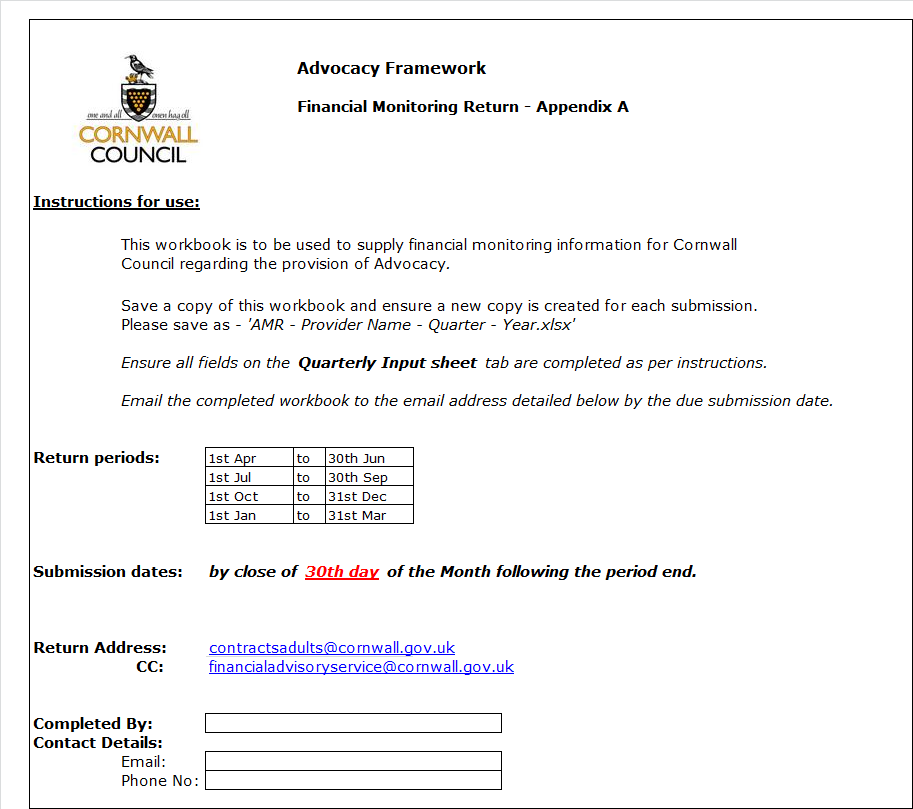 Advocacy Framework
Financial Monitoring Return - Appendix A
one and all onen hag oll
CORNWALL
COUNCIL
Instructions for use:
This workbook is to be used to supply financial monitoring information for Cornwall
Council regarding the provision of Advocacy.
Save a copy of this workbook and ensure a new copy is created for each submission.
Please save as - 'AMR - Provider Name - Quarter - Year.xlsx'
Ensure all fields on the Quarterly Input sheet tab are completed as per instructions.
Email the completed workbook to the email address detailed below by the due submission date.
Return periods: 1st Apr to 30th Jun
1st Jul to 30th Sep
1st Oct to 31st Dec
1st Jan to 31st Mar
Submission dates: by close of 30th day of the Month following the period end.
Return Address: contractsadults@cornwall.gov.uk
CC: financialadvisoryservice@cornwall.gov.uk
Completed By:
Contact Details:
Email:
Phone No: